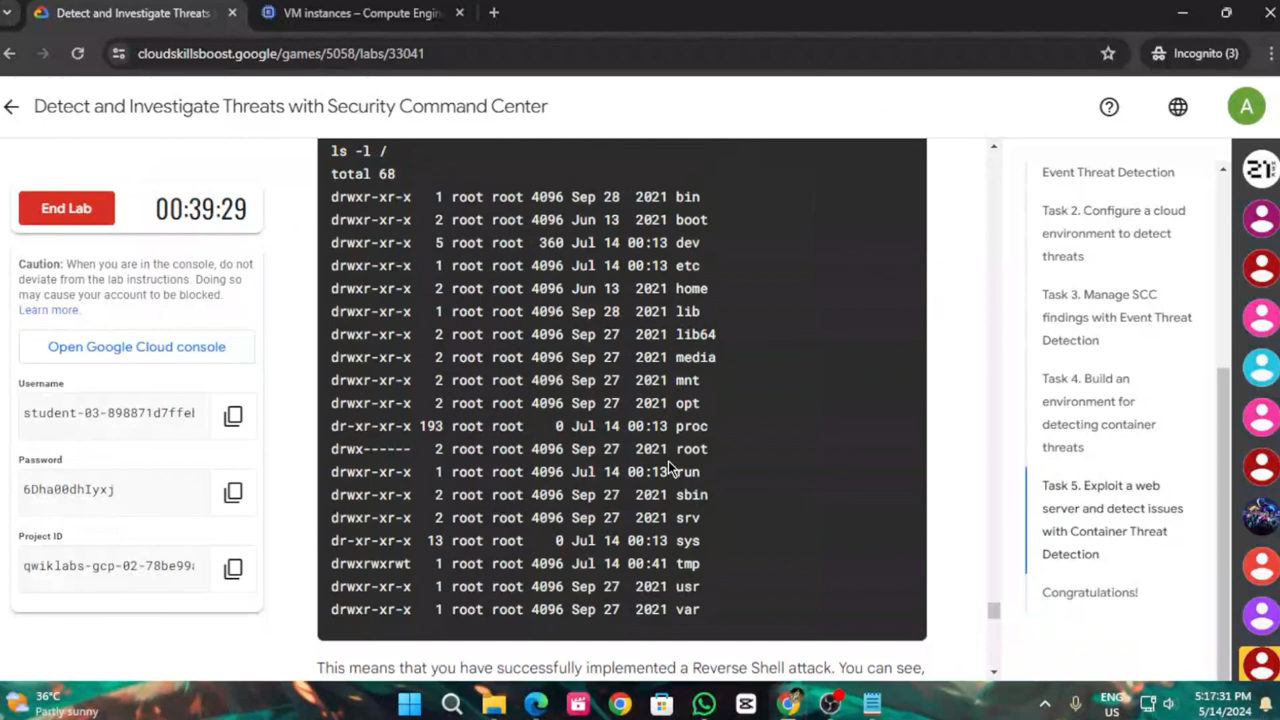 Detect and Investigate Threats
VM instances – Compute Engin
cloudskillsboost.google/games/5058/labs/33041
Incognito (3)
Detect and Investigate Threats with Security Command Center
A
End Lab
00:39:29
Caution: When you are in the console, do not
deviate from the lab instructions. Doing so
may cause your account to be blocked.
Learn more.
Open Google Cloud console
Username
student-03-898871d7ffel
Password
6Dha00dhIyxj
Project ID
qwiklabs-gcp-02-78be99a
ls -l /
total 68
drwxr-xr-x 1 root root 4096 Sep 28 2021 bin
drwxr-xr-x 2 root root 4096 Jun 13 2021 boot
drwxr-xr-x 5 root root 360 Jul 14 00:13 dev
drwxr-xr-x 1 root root 4096 Jul 14 00:13 etc
drwxr-xr-x 2 root root 4096 Jun 13 2021 home
drwxr-xr-x 1 root root 4096 Sep 28 2021 lib
drwxr-xr-x 2 root root 4096 Sep 27 2021 lib64
drwxr-xr-x 2 root root 4096 Sep 27 2021 media
drwxr-xr-x 2 root root 4096 Sep 27 2021 mnt
drwxr-xr-x 2 root root 4096 Sep 27 2021 opt
dr-xr-xr-x 193 root root 0 Jul 14 00:13 proc
drwx------ 2 root root 4096 Sep 27 2021 root
drwxr-xr-x 1 root root 4096 Jul 14 00:13 run
drwxr-xr-x 2 root root 4096 Sep 27 2021 sbin
drwxr-xr-x 2 root root 4096 Sep 27 2021 srv
dr-xr-xr-x 13 root root 0 Jul 14 00:13 sys
drwxrwxrwt 1 root root 4096 Jul 14 00:41 tmp
drwxr-xr-x 1 root root 4096 Sep 27 2021 usr
drwxr-xr-x 1 root root 4096 Sep 27 2021 var
This means that you have successfully implemented a Reverse Shell attack. You can see,
Event Threat Detection
Task 2. Configure a cloud
environment to detect
threats
Task 3. Manage SCC
findings with Event Threat
Detection
Task 4. Build an
environment for
detecting container
threats
Task 5. Exploit a web
server and detect issues
with Container Threat
Detection
Congratulations!
21
36°C
Partly sunny
ENG
US
5:17:31 PM
5/14/2024